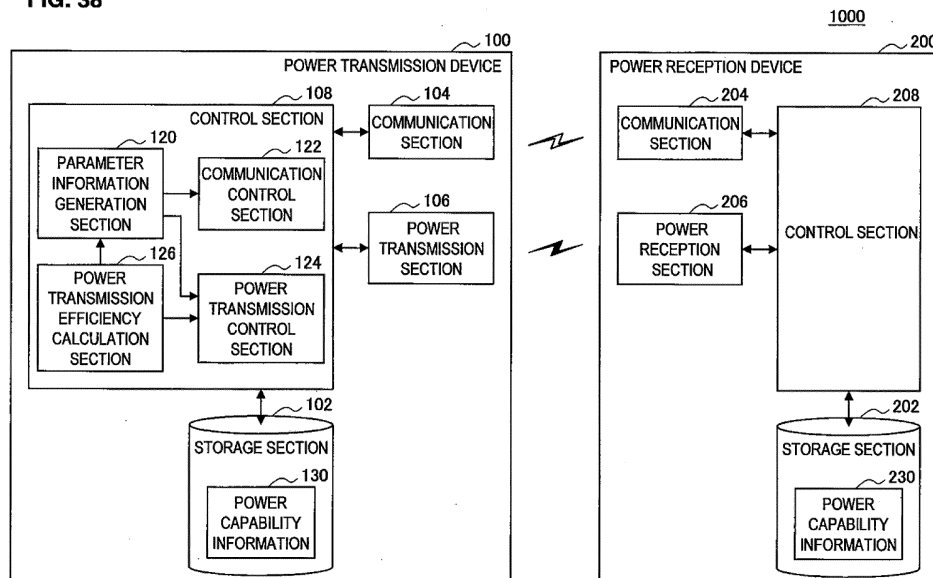 FIG. 38
1000
100
POWER TRANSMISSION DEVICE
108
CONTROL SECTION
120
PARAMETER
INFORMATION
GENERATION
SECTION
122
COMMUNICATION
CONTROL
SECTION
126
POWER
TRANSMISSION
EFFICIENCY
CALCULATION
SECTION
124
POWER
TRANSMISSION
CONTROL
SECTION
104
COMMUNICATION
SECTION
106
POWER
TRANSMISSION
SECTION
102
STORAGE SECTION
130
POWER
CAPABILITY
INFORMATION
200
POWER RECEPTION DEVICE
204
COMMUNICATION
SECTION
206
POWER
RECEPTION
SECTION
208
CONTROL SECTION
202
STORAGE SECTION
230
POWER
CAPABILITY
INFORMATION